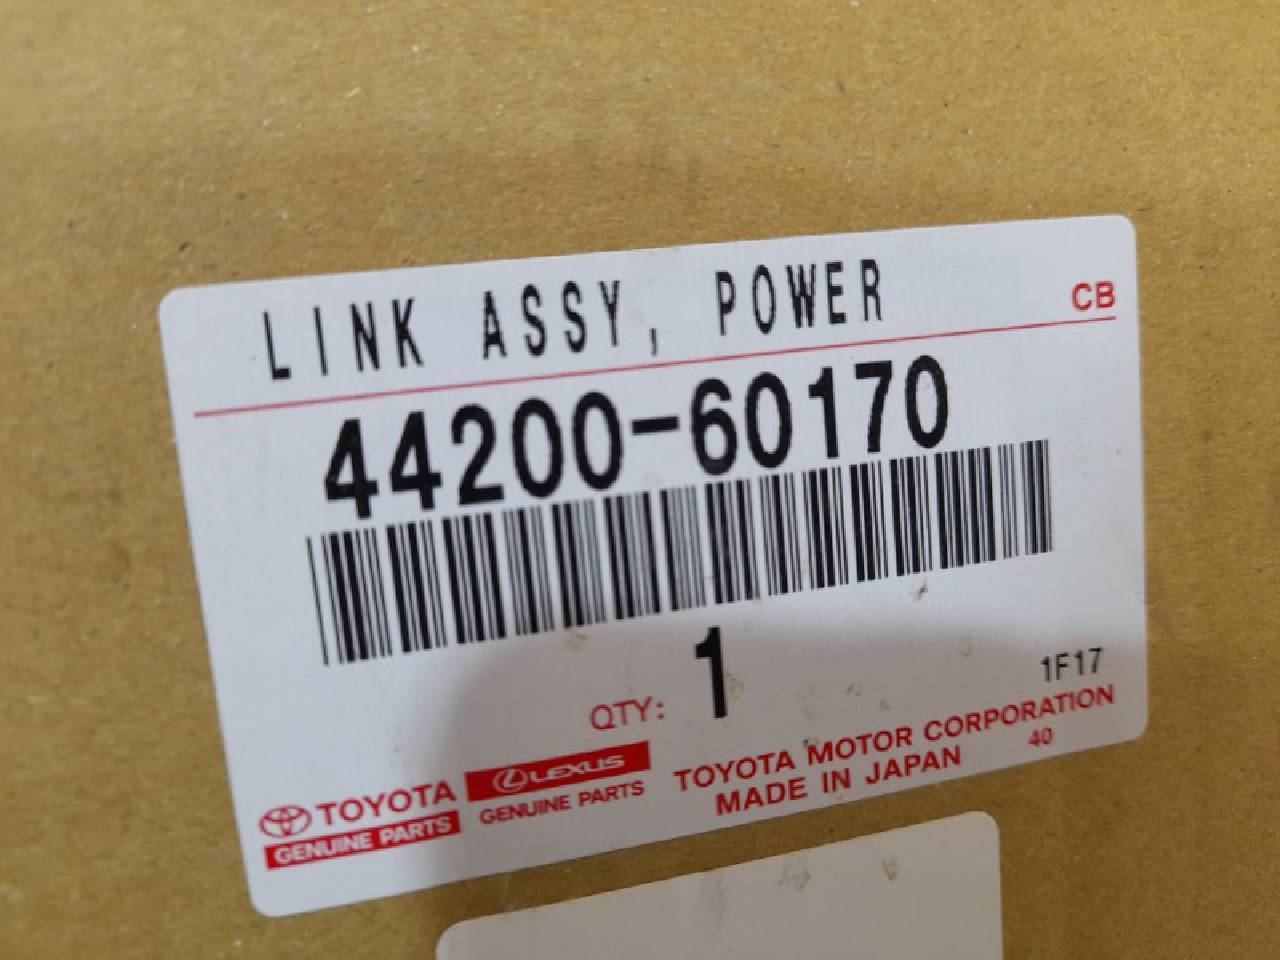 LINK ASSY, POWER
CB
44200-60170
QTY: 1
1F17
TOYOTA
GENUINE PARTS
LEXUS
GENUINE PARTS
TOYOTA MOTOR CORPORATION
MADE IN JAPAN
40